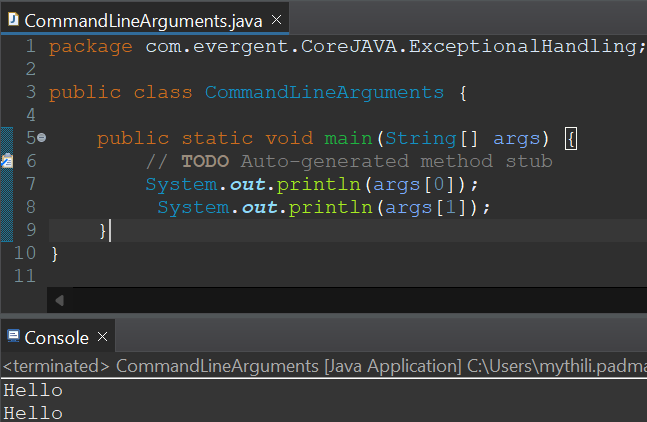 CommandLineArguments.java
1 package com.evergent.CoreJAVA.ExceptionalHandling;
2
3 public class CommandLineArguments {
4
5 public static void main(String[] args) {
6 // TODO Auto-generated method stub
7 System.out.println(args[0]);
8 System.out.println(args[1]);
9 }
10 }
11
Console
<terminated> CommandLineArguments [Java Application] C:\Users\mythili.padma
Hello
Hello